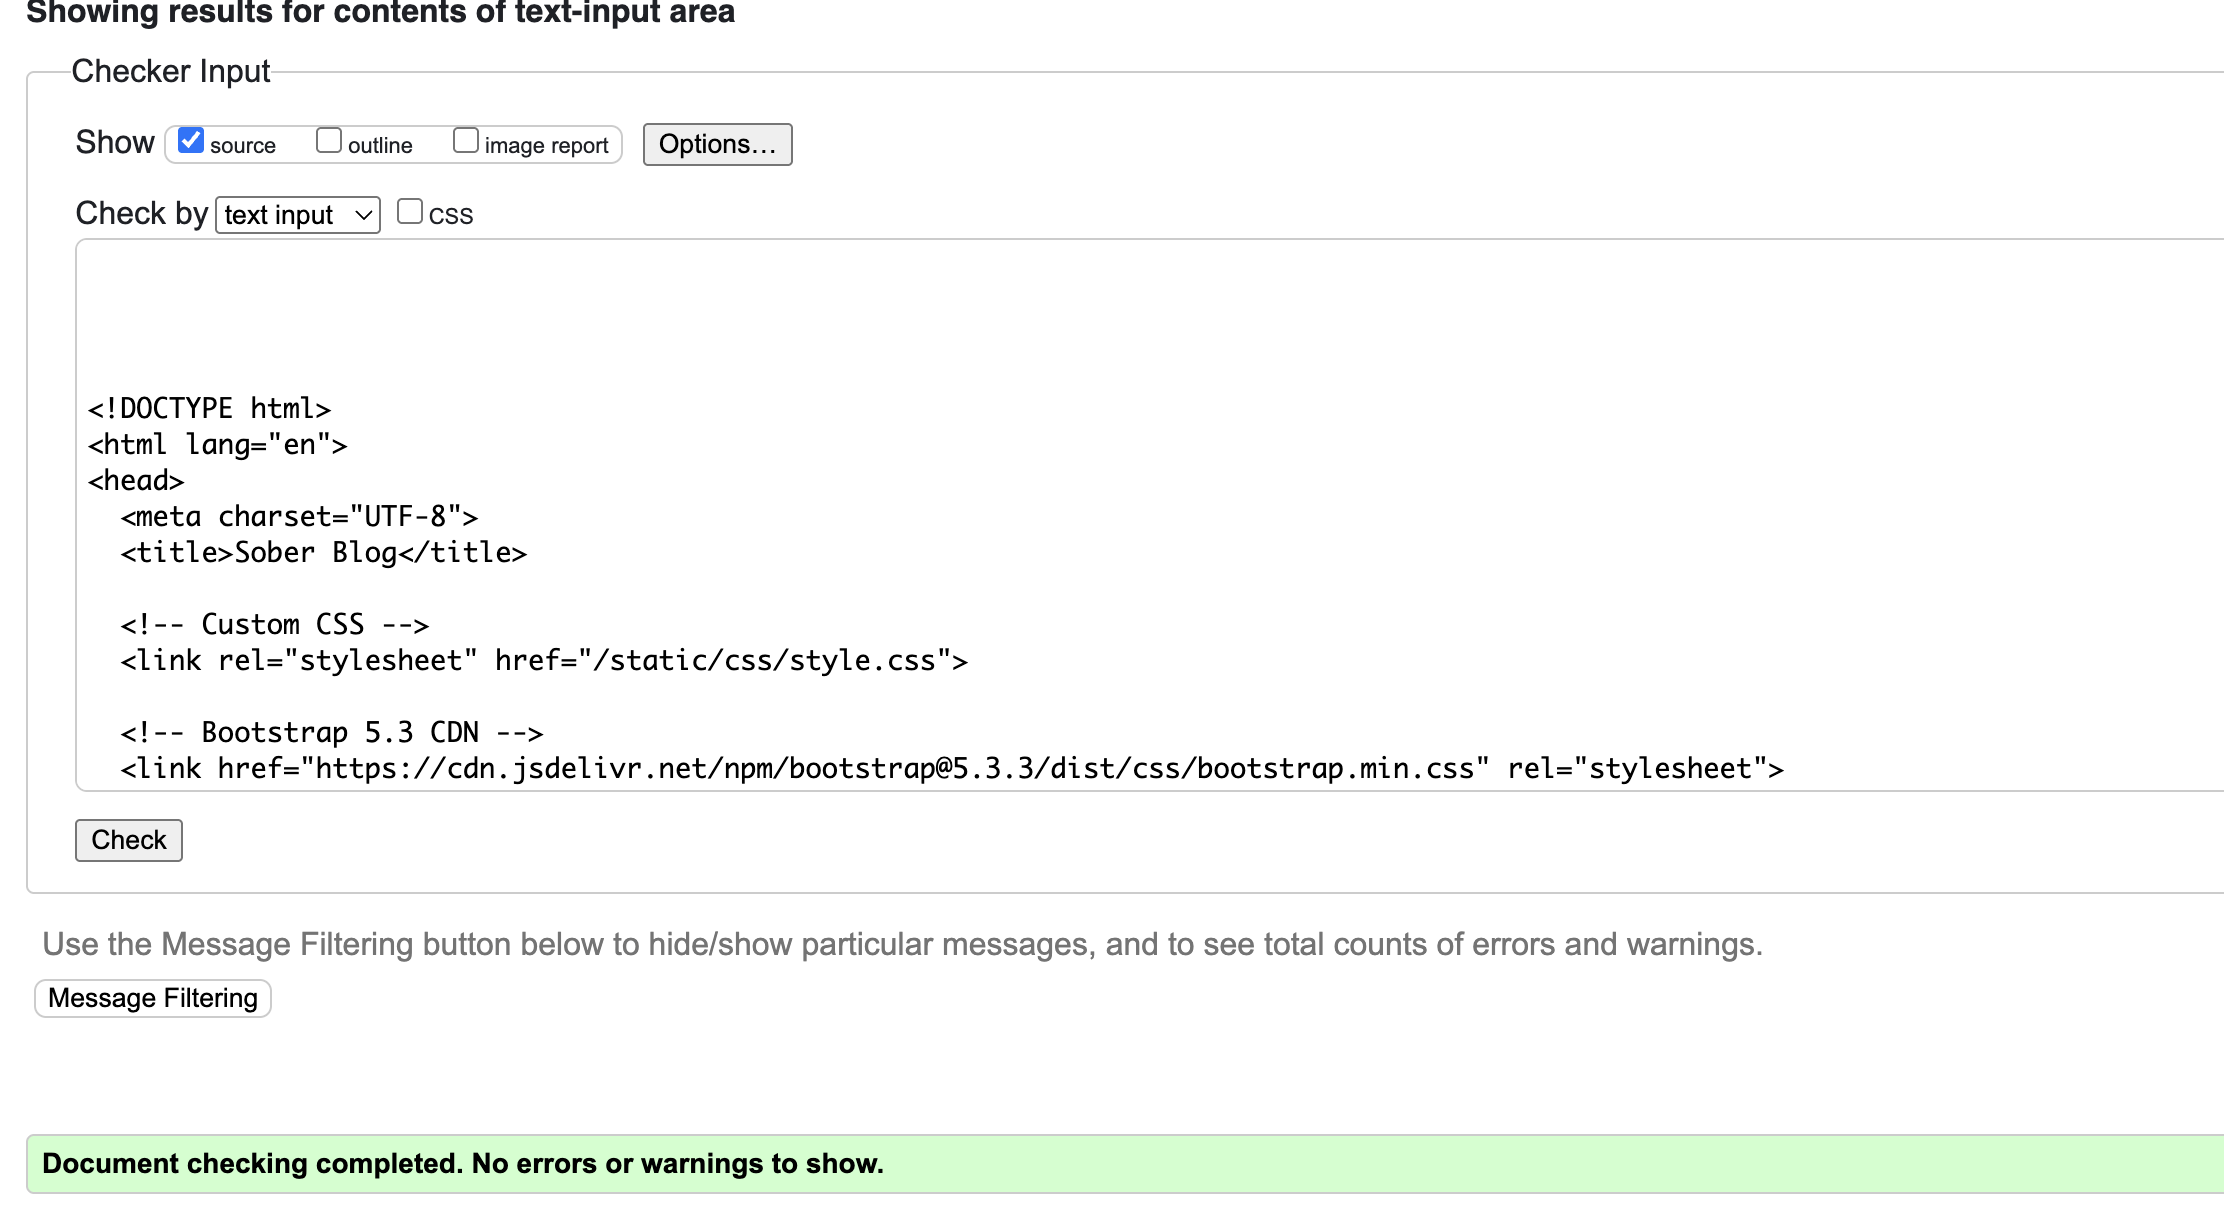 Showing results for contents of text-input area
Checker Input
Show source outline image report Options...
Check by text input CSS
<!DOCTYPE html>
<html lang="en">
<head>
  <meta charset="UTF-8">
  <title>Sober Blog</title>
  <!-- Custom CSS -->
  <link rel="stylesheet" href="/static/css/style.css">
  <!-- Bootstrap 5.3 CDN -->
  <link href="https://cdn.jsdelivr.net/npm/bootstrap@5.3.3/dist/css/bootstrap.min.css" rel="stylesheet">
Check
Use the Message Filtering button below to hide/show particular messages, and to see total counts of errors and warnings.
Message Filtering
Document checking completed. No errors or warnings to show.